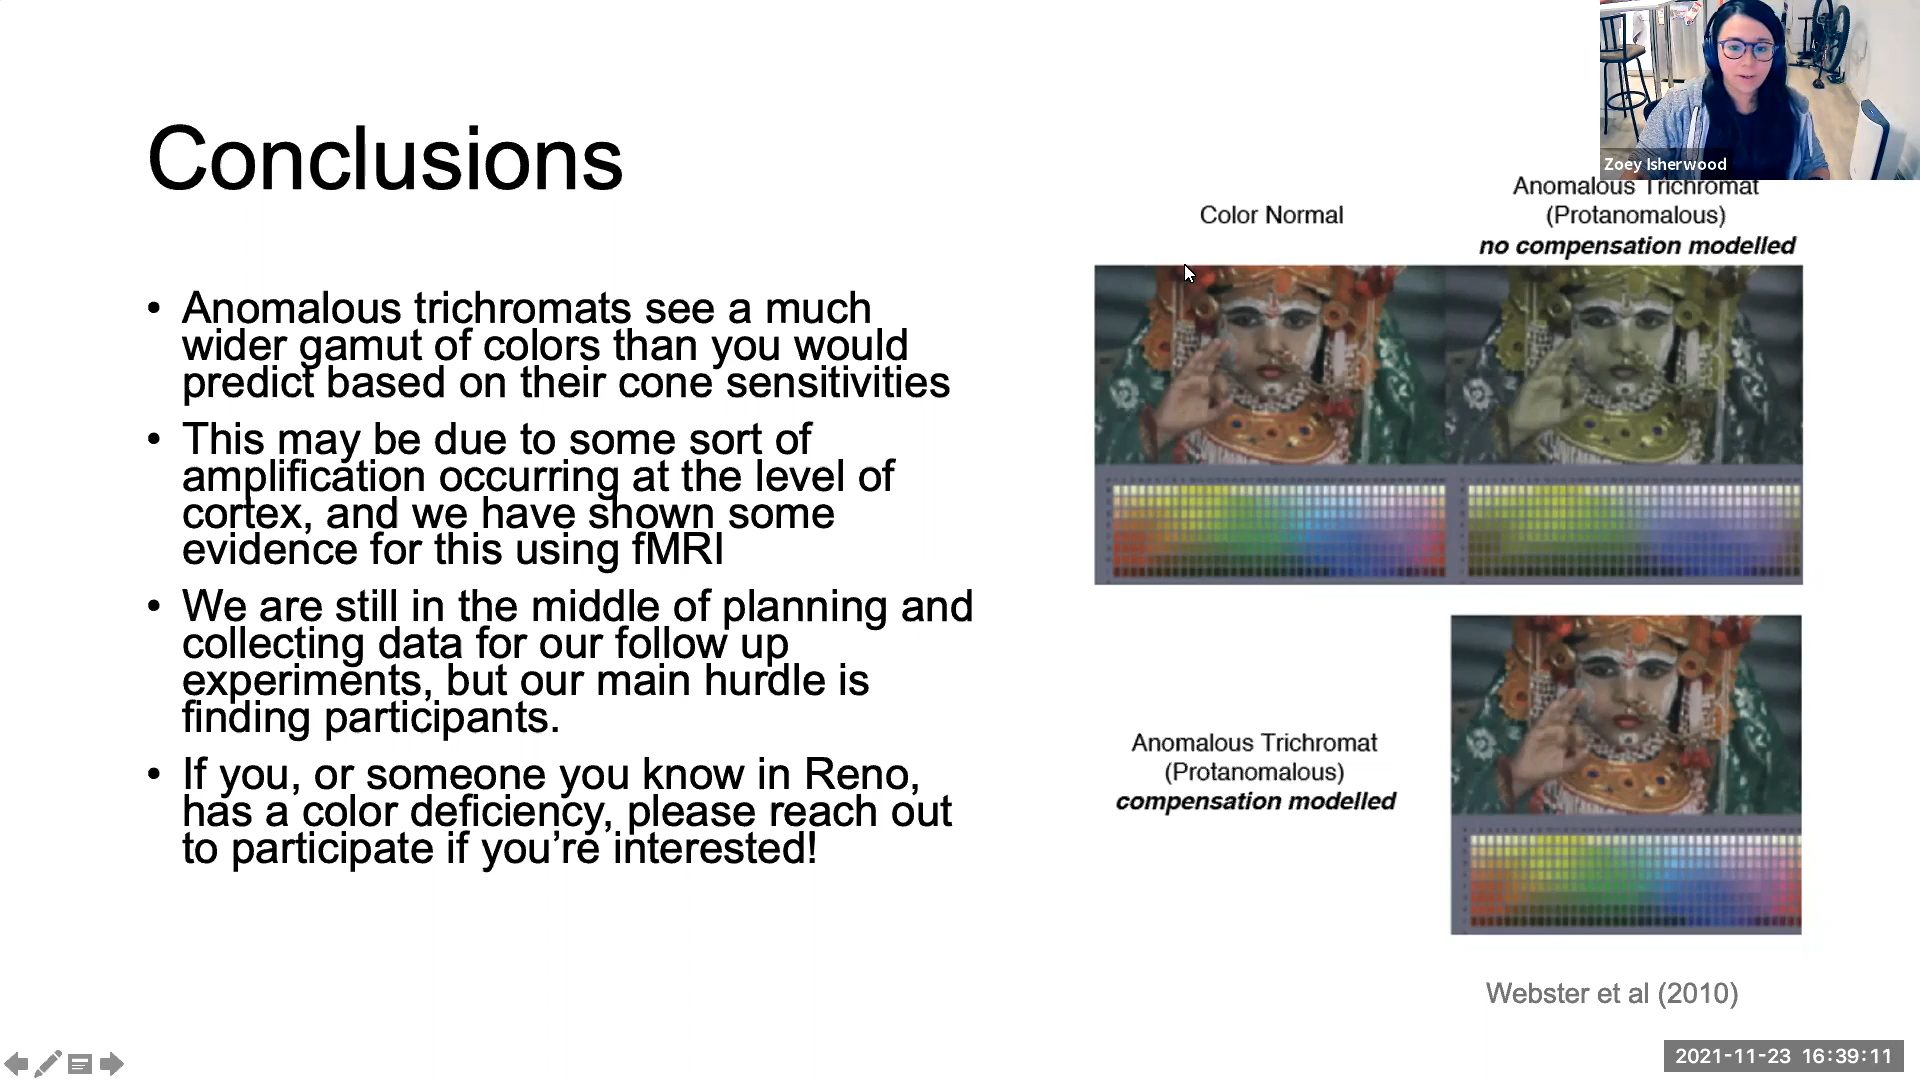 Zoey Isherwood
Conclusions
• Anomalous trichromats see a much
wider gamut of colors than you would
predict based on their cone sensitivities
• This may be due to some sort of
amplification occurring at the level of
cortex, and we have shown some
evidence for this using fMRI
• We are still in the middle of planning and
collecting data for our follow up
experiments, but our main hurdle is
finding participants.
• If you, or someone you know in Reno,
has a color deficiency, please reach out
to participate if you’re interested!
Color Normal
Anomalous Trichromat
(Protanomalous)
no compensation modelled
Anomalous Trichromat
(Protanomalous)
compensation modelled
Webster et al (2010)
2021-11-23 16:39:11